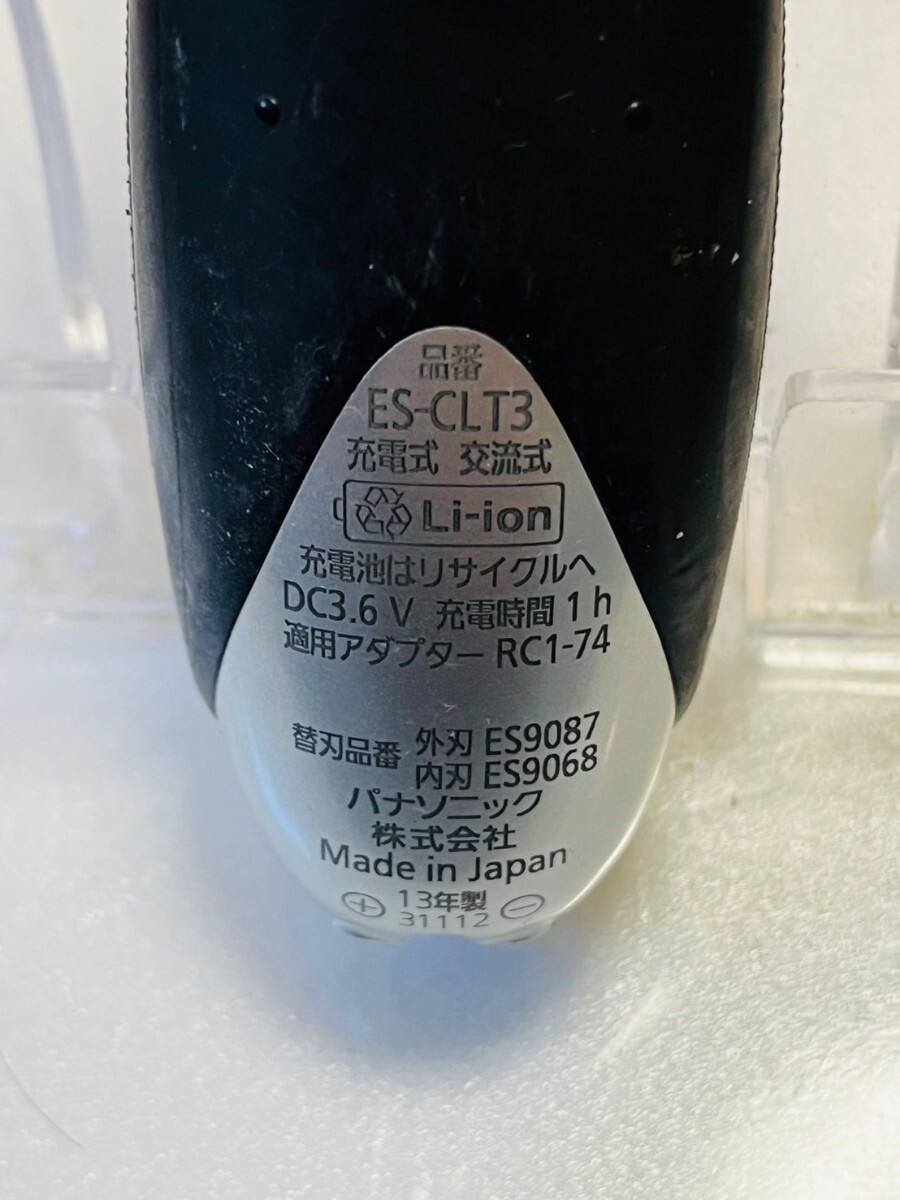 品番
ES-CLT3
充電式 交流式
Li-ion
充電池はリサイクルへ
DC3.6 V 充電時間 1 h
適用アダプター RC1-74
替刃品番 外刃 ES9087
内刃 ES9068
パナソニック
株式会社
Made in Japan
13年製
31112